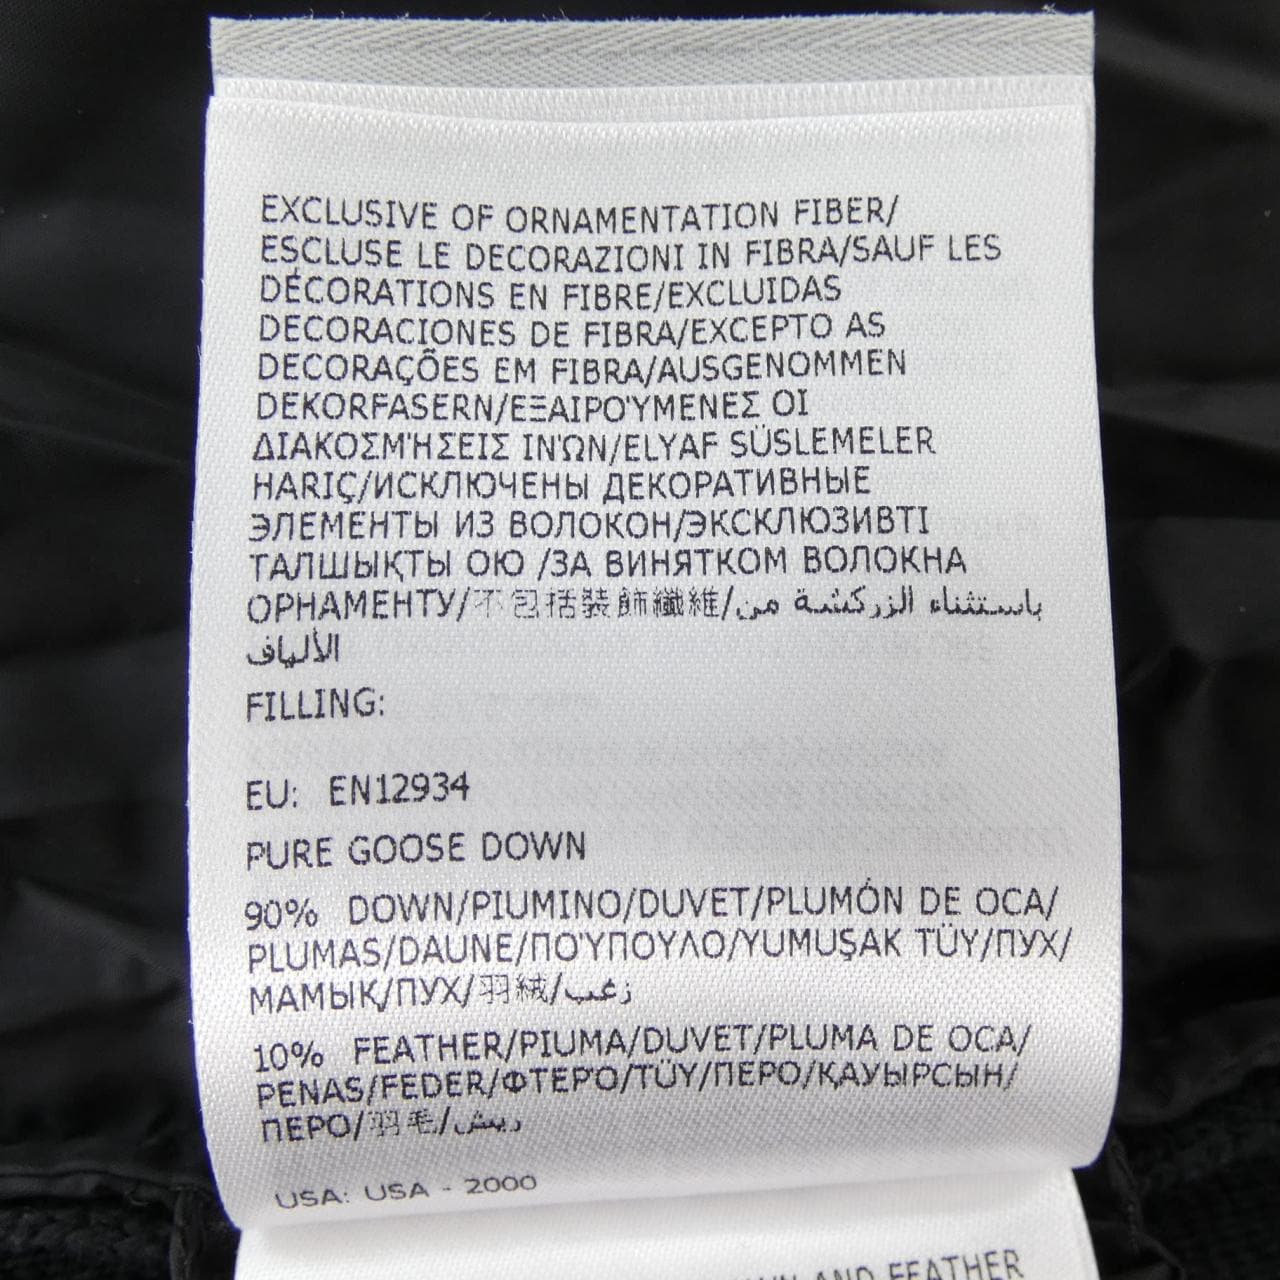 EXCLUSIVE OF ORNAMENTATION FIBER/
ESCLUSE LE DECORAZIONI IN FIBRA/SAUF LES
DÉCORATIONS EN FIBRE/EXCLUIDAS
DECORACIONES DE FIBRA/EXCEPTO AS
DECORAÇÕES EM FIBRA/AUSGENOMMEN
DEKORFASERN/ΕΞΑΙΡΟΎΜΕΝΕΣ ΟΙ
ΔΙΑΚΟΣΜΉΣΕΙΣ ΙΝΏΝ/ELYAF SÜSLEMELER
HARIÇ/ИСКЛЮЧЕНЫ ДЕКОРАТИВНЫЕ
ЭЛЕМЕНТЫ ИЗ ВОЛОКОН/ЭКСКЛЮЗИВТІ
ТАЛШЫҚТЫ ОЮ /ЗА ВИНЯТКОМ ВОЛОКНА
ОРНАМЕНТУ/不包括裝飾纖維/باستثناء الزركشة من
الألياف
FILLING:
EU: EN12934
PURE GOOSE DOWN
90% DOWN/PIUMINO/DUVET/PLUMÓN DE OCA/
PLUMAS/DAUNE/ΠΟΎΠΟΥΛΟ/YUMUŞAK TÜY/ПУХ/
МАМЫҚ/ПУХ/羽絨/زغب
10% FEATHER/PIUMA/DUVET/PLUMA DE OCA/
PENAS/FEDER/ΦΤΕΡΌ/TÜY/ПЕРО/ҚАУЫРСЫН/
ПЕРО/羽毛/ريش
USA: USA - 2000
AND FEATHER